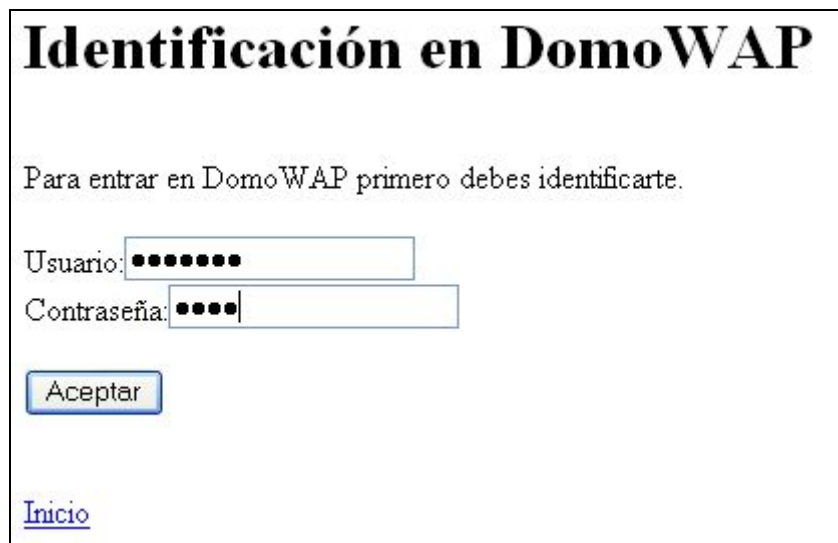 Identificación en DomoWAP
Para entrar en DomoWAP primero debes identificarte.
Usuario: •••••••
Contraseña: ••••
Aceptar
Inicio